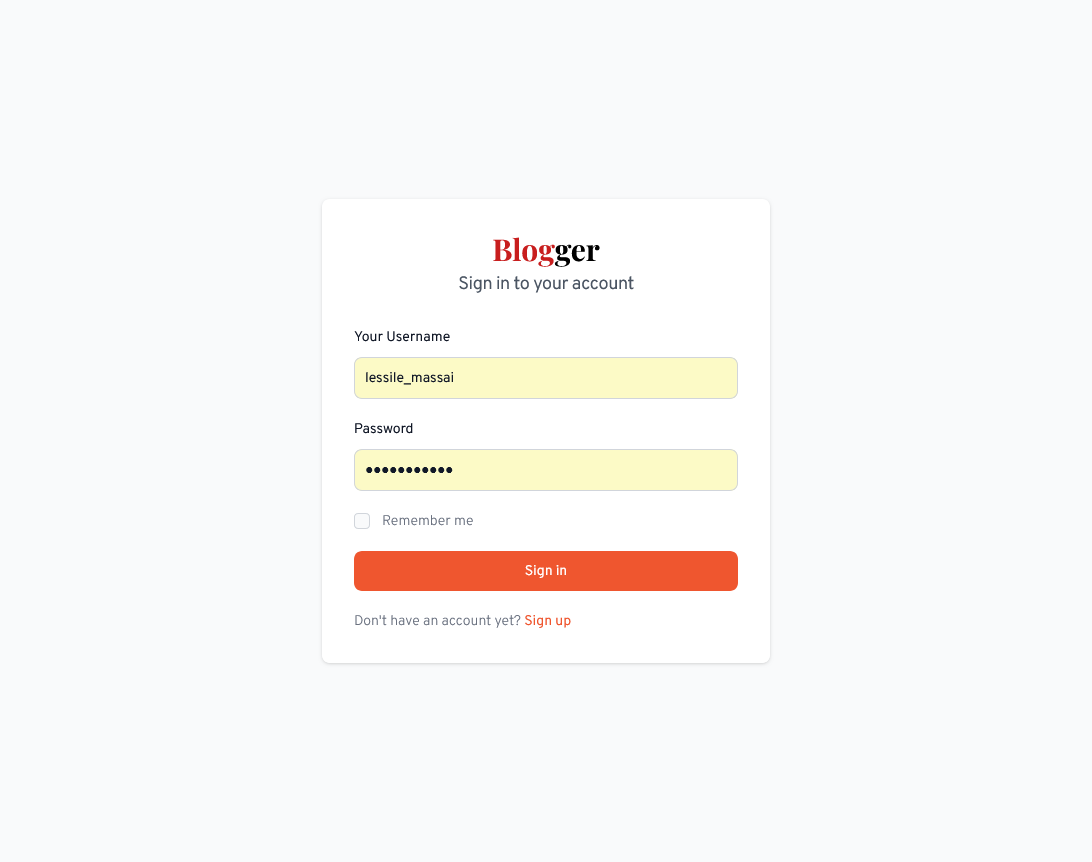 Blogger
Sign in to your account
Your Username
lessile_massai
Password
•••••••••••
Remember me
Sign in
Don't have an account yet? Sign up